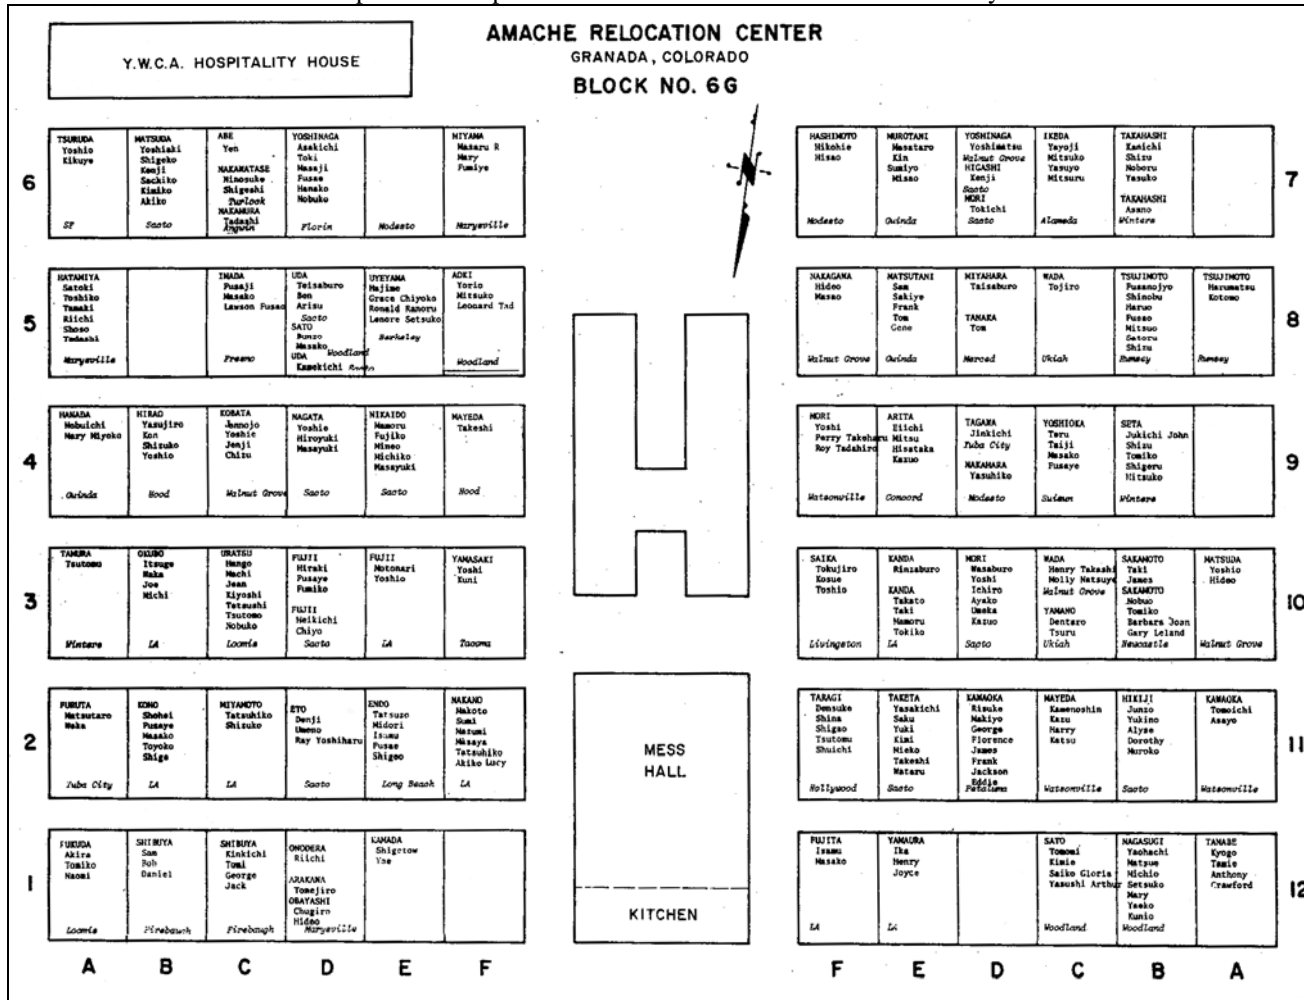 AMACHE RELOCATION CENTER
GRANADA, COLORADO
BLOCK NO. 6G
Y.W.C.A. HOSPITALITY HOUSE
6
TSURUDA
Yoshio
Kikuye
SF
MATSUDA
Yoshiaki
Shigeko
Kenji
Sachiko
Kimiko
Akiko
Sacto
ABE
Yen
NAKAMATASE
Minosuke
Shigeshi
Turlock
NAKAMURA
Tadashi
Angwin
YOSHINAGA
Asakichi
Toki
Masaji
Fusae
Hanako
Nobuko
Florin
Modesto
MIYAMA
Masaru R
Mary
Fumiye
Marysville
HASHIMOTO
Hikohie
Misao
Modesto
MUROTANI
Masataro
Kin
Sumiyo
Misao
Guinda
YOSHINAGA
Yoshimatsu
Walnut Grove
HIGASHI
Kenji
Sacto
MORI
Tokichi
Sacto
IKEDA
Yayoji
Mitsuko
Yasuyo
Mitsuru
Alameda
TAKAHASHI
Kamichi
Shizu
Noboru
Yasuko
TAKAHASHI
Asano
Winters
7
5
HATAMIYA
Satoki
Yoshiko
Tamaki
Riichi
Shoso
Tadashi
Marysville
INADA
Fusaji
Masako
Lawson Fusao
Fresno
UDA
Teisaburo
Ben
Arisu
Sacto
SATO
Bunzo
Masako
Woodland
UDA
Kamekichi
UYEYAMA
Hajime
Grace Chiyoko
Ronald Kanoru
Lenore Setsuko
Berkeley
AOKI
Yorio
Mitsuko
Leonard Tad
Woodland
NAKAGAWA
Hideo
Masao
Walnut Grove
MATSUTANI
Sam
Sakiye
Frank
Tom
Gene
Guinda
MIYAHARA
Taisaburo
TANAKA
Tom
Merced
WADA
Tojiro
Ukiah
TSUJIMOTO
Fusanojyo
Shinobu
Haruo
Fusao
Mitsuo
Satoru
Shizu
Rumsey
TSUJIMOTO
Harumatsu
Kotomo
Rumsey
8
4
HAMADA
Nobuichi
Mary Miyoko
Guinda
HIRAO
Yasujiro
Kon
Shizuko
Yoshio
Hood
KOBATA
Jennojo
Yoshie
Jenji
Chizu
Walnut Grove
NAGATA
Yoshie
Hiroyuki
Masayuki
Sacto
NIKAIDO
Mamoru
Fujiko
Mineo
Michiko
Masayuki
Sacto
MAYEDA
Takeshi
Hood
MORI
Yoshi
Perry Takeharu
Roy Tadahiro
Watsonville
ARITA
Eiichi
Mitsu
Hisataka
Kazuo
Concord
TAGAWA
Jinkichi
Yuba City
NAKAHARA
Yasuhiko
Modesto
YOSHIOKA
Teru
Taiji
Masako
Fusaye
Suisun
SETA
Jukichi John
Shizu
Tomiko
Shigeru
Mitsuko
Winters
9
3
TAMURA
Tsutomu
Winters
OKUBO
Itsuge
Waka
Joe
Michi
LA
URATSU
Hango
Machi
Jean
Kiyoshi
Tetsushi
Tsutomo
Nobuko
Loomis
FUJII
Hiraki
Fusaye
Fumiko
FUJII
Meikichi
Chiyo
Sacto
FUJII
Motonari
Yoshio
LA
YAMASAKI
Yoshi
Kuni
Tacoma
SAIKA
Tokujiro
Kosue
Toshio
Livingston
KANDA
Rinzaburo
KANDA
Takato
Taki
Mamoru
Tokiko
LA
MORI
Wasaburo
Yoshi
Ichiro
Ayako
Umeka
Kazuo
Sacto
WADA
Henry Takashi
Molly Natsuye
Walnut Grove
YAMANO
Dentaro
Tsuru
Ukiah
SAKAMOTO
Taki
James
SAKAMOTO
Nobuo
Tomiko
Barbara Joan
Gary Leland
Newcastle
MATSUDA
Yoshio
Hideo
Walnut Grove
10
2
FURUTA
Matsutaro
Waka
Yuba City
KONO
Shohei
Fusaye
Masako
Toyoko
Shige
LA
MIYAMOTO
Tatsuhiko
Shizuko
LA
ETO
Denji
Umeno
Ray Yoshiharu
Sacto
ENDO
Tatsuzo
Midori
Isamu
Fusae
Shigeo
Long Beach
NAKANO
Makoto
Sumi
Mazumi
Masaya
Tatsuhiko
Akiko Lucy
LA
MESS
HALL
TARAGI
Densuke
Shina
Shigao
Tsutomu
Shuichi
Hollywood
TAKETA
Yasakichi
Saku
Yuki
Kimi
Mieko
Takeshi
Wataru
Sacto
KAWAOKA
Risuke
Makiyo
George
Florence
James
Frank
Jackson
Eddie
Petaluma
MAYEDA
Kamenoshin
Kazu
Harry
Katsu
Watsonville
HIKIJI
Junzo
Yukino
Alyse
Dorothy
Muroko
Sacto
KAWAOKA
Tomoichi
Asayo
Watsonville
11
1
FUKUDA
Akira
Tomiko
Naomi
Loomis
SHIBUYA
Sam
Bob
Daniel
Firebaugh
SHIBUYA
Kinkichi
Tomi
George
Jack
Firebaugh
ONODERA
Riichi
ARAKAWA
Tomejiro
OBAYASHI
Chugiro
Hideo
Marysville
KAMADA
Shigetow
Yae
KITCHEN
FUJITA
Isamu
Masako
LA
YAMAURA
Ika
Henry
Joyce
LA
SATO
Tomomi
Kimie
Saiko Gloria
Yasushi Arthur
Woodland
NAGASUGI
Yaohachi
Matsue
Michio
Setsuko
Mary
Yaeko
Kunio
Woodland
TANABE
Kyogo
Tamie
Anthony
Crawford
12
A B C D E F
F E D C B A